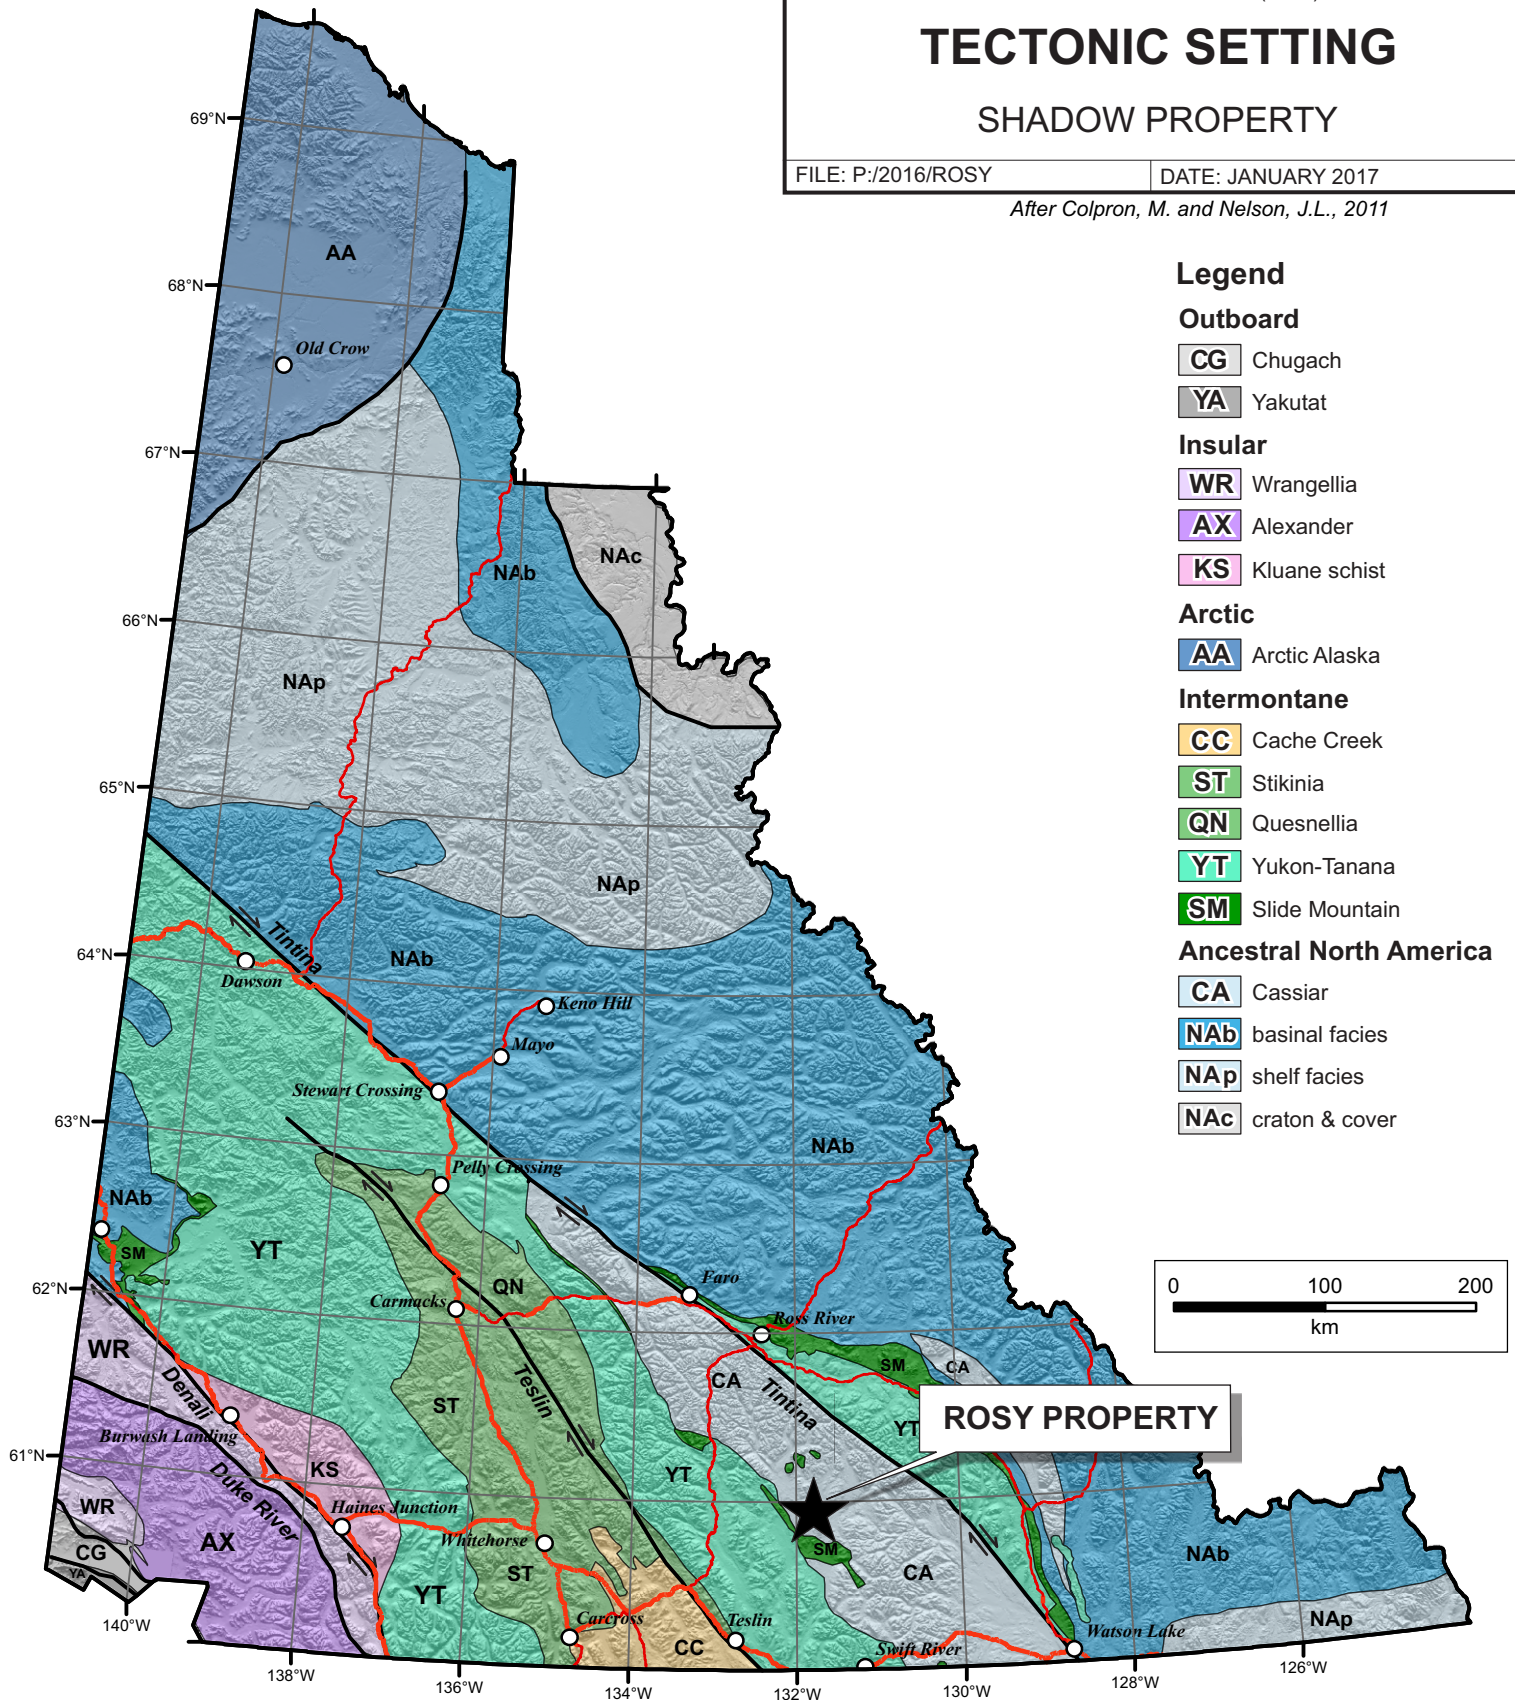 TECTONIC SETTING
SHADOW PROPERTY
FILE: P:/2016/ROSY
DATE: JANUARY 2017
After Colpron, M. and Nelson, J.L., 2011
Legend
Outboard
CG Chugach
YA Yakutat
Insular
WR Wrangellia
AX Alexander
KS Kluane schist
Arctic
AA Arctic Alaska
Intermontane
CC Cache Creek
ST Stikinia
QN Quesnellia
YT Yukon-Tanana
SM Slide Mountain
Ancestral North America
CA Cassiar
NAb basinal facies
NAp shelf facies
NAc craton & cover
0 100 200
km
69°N
68°N
67°N
66°N
65°N
64°N
63°N
62°N
61°N
140°W
138°W
136°W
134°W
132°W
130°W
128°W
126°W
AA
Old Crow
NAc
NAb
NAp
NAp
Tintina
NAb
Dawson
Keno Hill
Mayo
Stewart Crossing
NAb
Pelly Crossing
NAb
SM
YT
QN
Faro
Carmacks
Ross River
WR
SM
CA
Denali
Teslin
CA
Tintina
ST
YT
ROSY PROPERTY
Burwash Landing
KS
YT
Duke River
WR
Haines Junction
AX
Whitehorse
CG
YA
SM
NAb
ST
CA
YT
Carcross
Teslin
CC
Swift River
Watson Lake
NAp